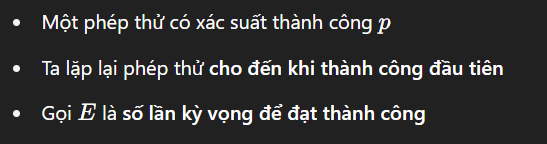 • Một phép thử có xác suất thành công p
• Ta lặp lại phép thử cho đến khi thành công đầu tiên
• Gọi E là số lần kỳ vọng để đạt thành công